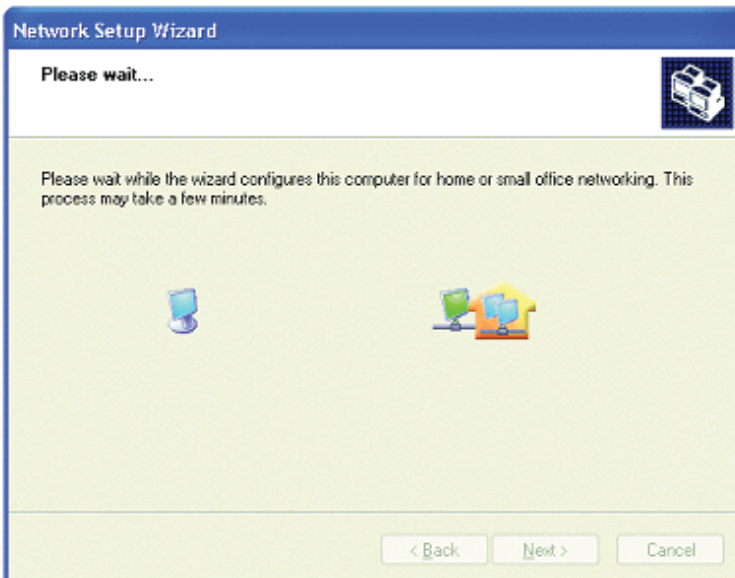 Network Setup Wizard
Please wait...
Please wait while the wizard configures this computer for home or small office networking. This
process may take a few minutes.
< Back
Next >
Cancel